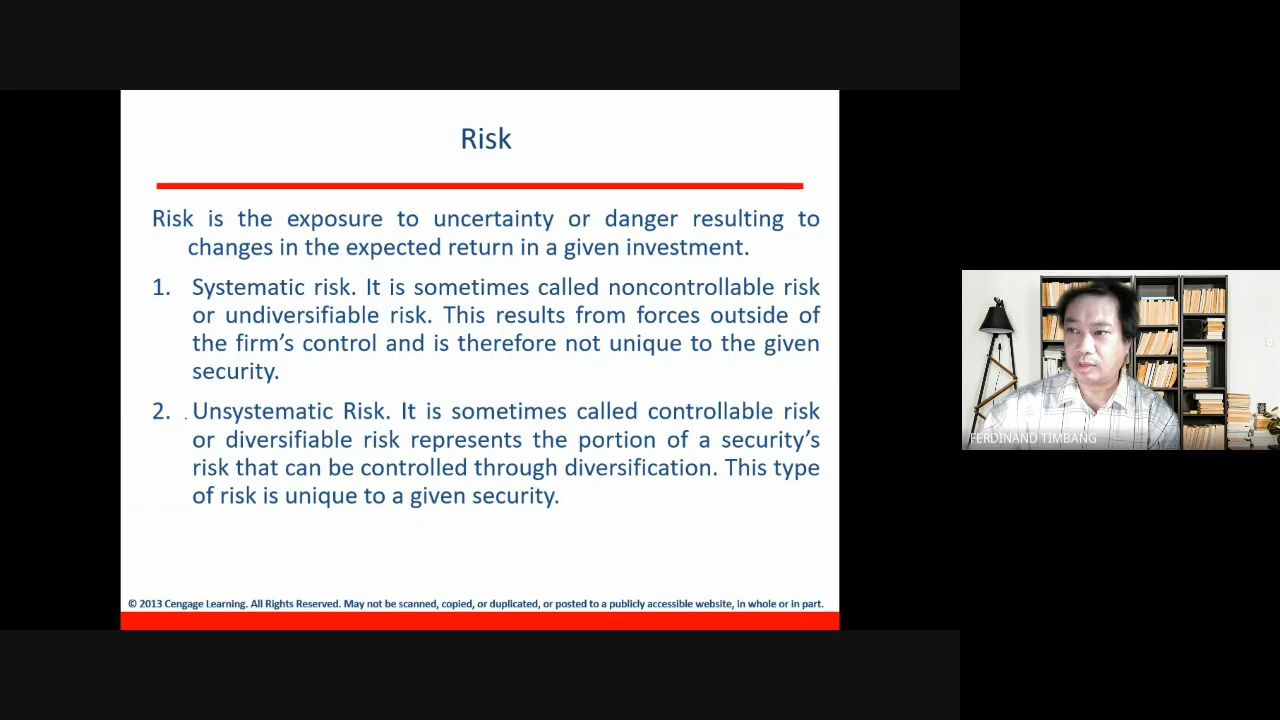 Risk
Risk is the exposure to uncertainty or danger resulting to
changes in the expected return in a given investment.
1. Systematic risk. It is sometimes called noncontrollable risk
or undiversifiable risk. This results from forces outside of
the firm's control and is therefore not unique to the given
security.
2. Unsystematic Risk. It is sometimes called controllable risk
or diversifiable risk represents the portion of a security's
risk that can be controlled through diversification. This type
of risk is unique to a given security.
© 2013 Cengage Learning. All Rights Reserved. May not be scanned, copied, or duplicated, or posted to a publicly accessible website, in whole or in part.
FERDINAND TIMBANG